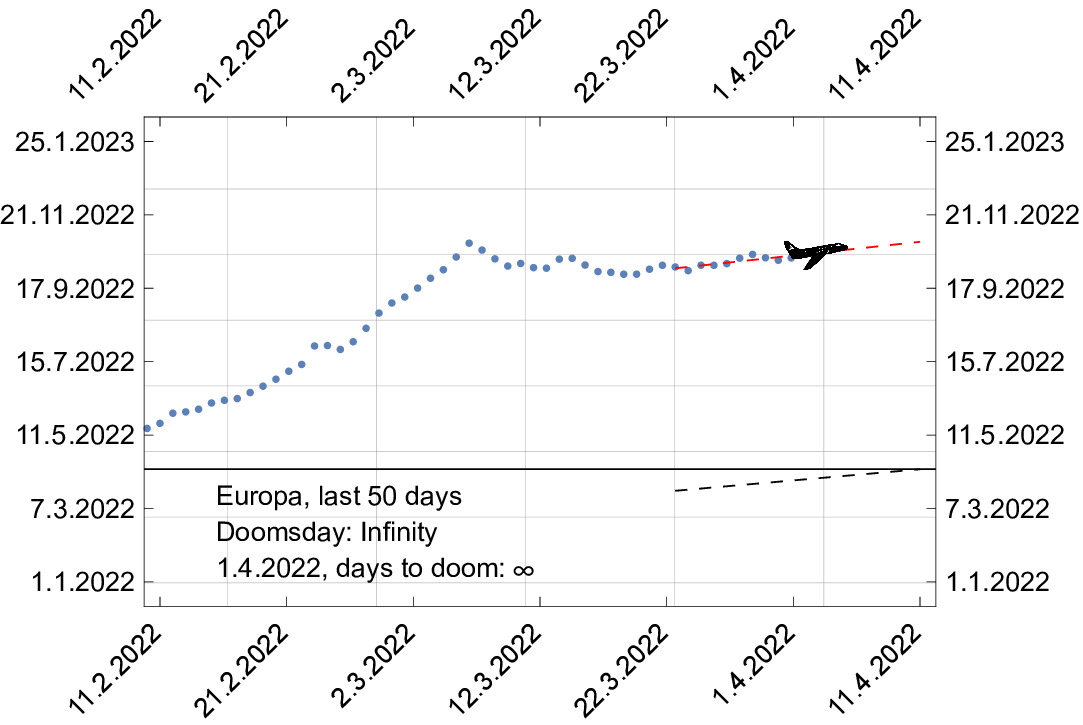 11.2.2022 21.2.2022 2.3.2022 12.3.2022 22.3.2022 1.4.2022 11.4.2022
25.1.2023 25.1.2023
21.11.2022 21.11.2022
17.9.2022 17.9.2022
15.7.2022 15.7.2022
11.5.2022 11.5.2022
7.3.2022 7.3.2022
1.1.2022 1.1.2022
Europa, last 50 days
Doomsday: Infinity
1.4.2022, days to doom: ∞
11.2.2022 21.2.2022 2.3.2022 12.3.2022 22.3.2022 1.4.2022 11.4.2022